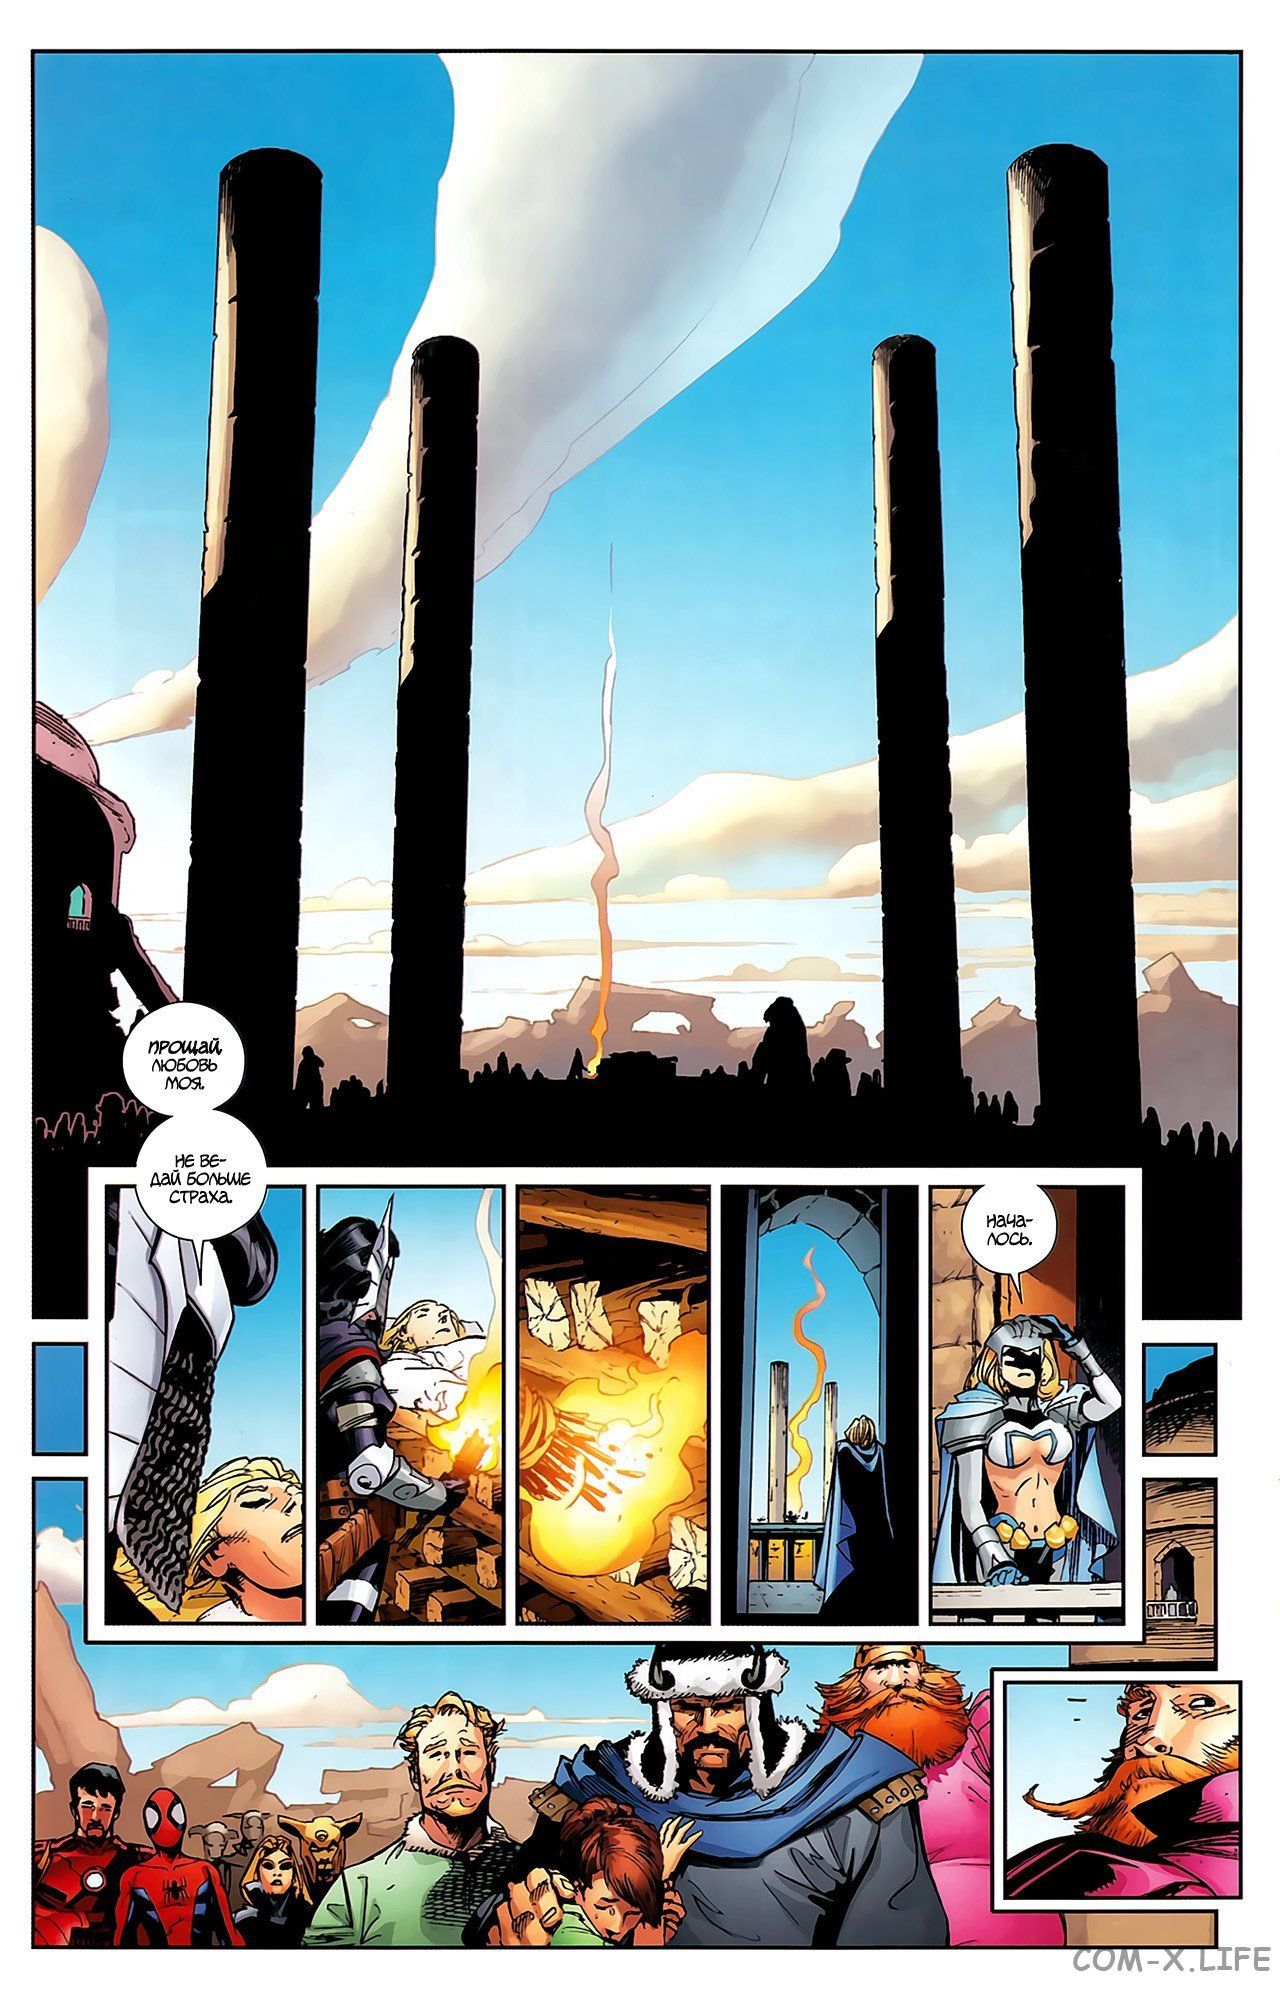 ПРОЩАЙ,
ЛЮБОВЬ
МОЯ.
НЕ ВЕ-
ДАЙ БОЛЬШЕ
СТРАХА.
НАЧА-
ЛОСЬ.
COM-X.LIFE